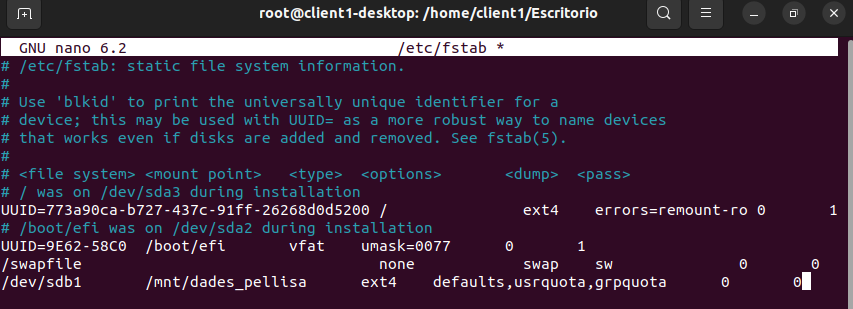 root@client1-desktop: /home/client1/Escritorio
GNU nano 6.2 /etc/fstab *
# /etc/fstab: static file system information.
#
# Use 'blkid' to print the universally unique identifier for a
# device; this may be used with UUID= as a more robust way to name devices
# that works even if disks are added and removed. See fstab(5).
#
# <file system> <mount point>   <type>  <options>       <dump>  <pass>
# / was on /dev/sda3 during installation
UUID=773a90ca-b727-437c-91ff-26268d0d5200 /               ext4    errors=remount-ro 0       1
# /boot/efi was on /dev/sda2 during installation
UUID=9E62-58C0  /boot/efi       vfat    umask=0077      0       1
/swapfile                                 none            swap    sw              0       0
/dev/sdb1       /mnt/dades_pellisa      ext4    defaults,usrquota,grpquota      0       0